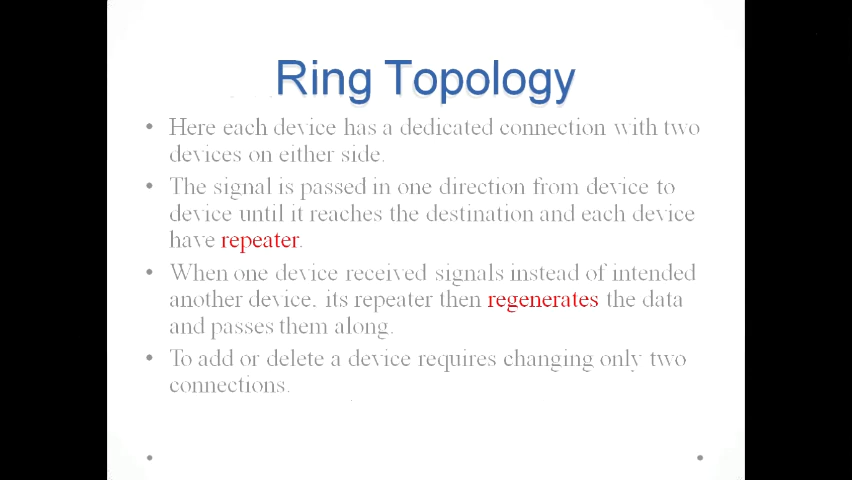 Ring Topology
• Here each device has a dedicated connection with two
devices on either side.
• The signal is passed in one direction from device to
device until it reaches the destination and each device
have repeater.
• When one device received signals instead of intended
another device, its repeater then regenerates the data
and passes them along.
• To add or delete a device requires changing only two
connections.